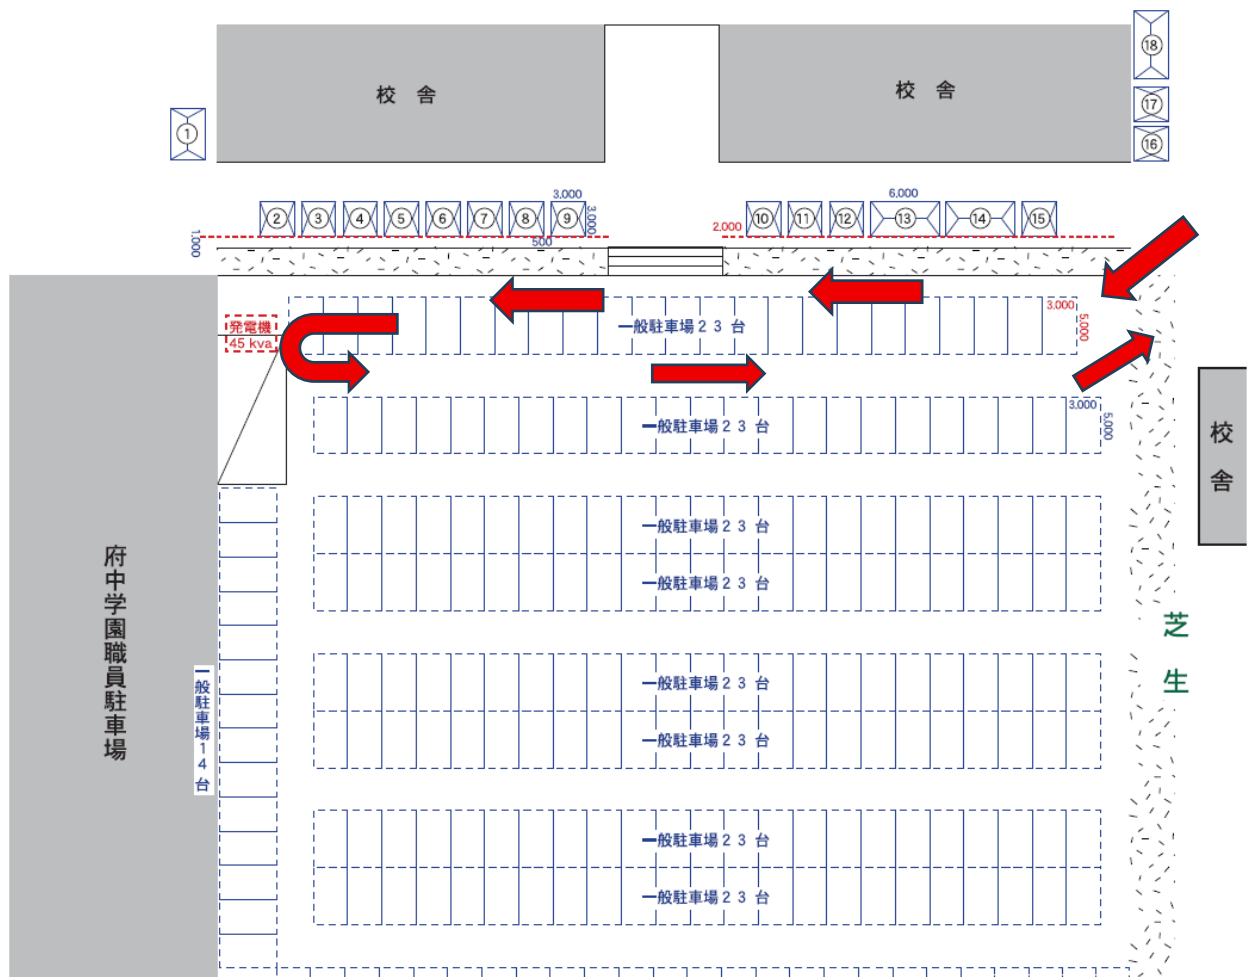 校 舎
校 舎
⑱
⑰
⑯
①
3,000
6,000
② ③ ④ ⑤ ⑥ ⑦ ⑧ ⑨
3,000
⑩ ⑪ ⑫ ⑬ ⑭ ⑮
2,000
1,000
500
発電機
45 kva
一般駐車場23台
3,000
5,000
一般駐車場23台
3,000
5,000
校舎
一般駐車場23台
一般駐車場23台
府中学園職員駐車場
芝生
一般駐車場14台
一般駐車場23台
一般駐車場23台
一般駐車場23台
一般駐車場23台